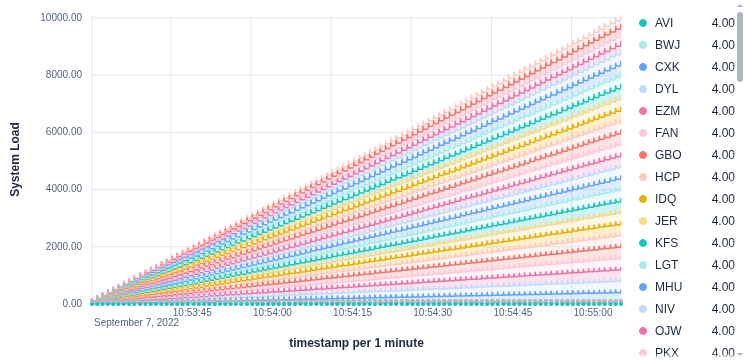 10000.00
8000.00
6000.00
4000.00
2000.00
0.00
System Load
10:53:45
10:54:00
10:54:15
10:54:30
10:54:45
10:55:00
September 7, 2022
timestamp per 1 minute
AVI 4.00
BWJ 4.00
CXK 4.00
DYL 4.00
EZM 4.00
FAN 4.00
GBO 4.00
HCP 4.00
IDQ 4.00
JER 4.00
KFS 4.00
LGT 4.00
MHU 4.00
NIV 4.00
OJW 4.00
PKX 4.00